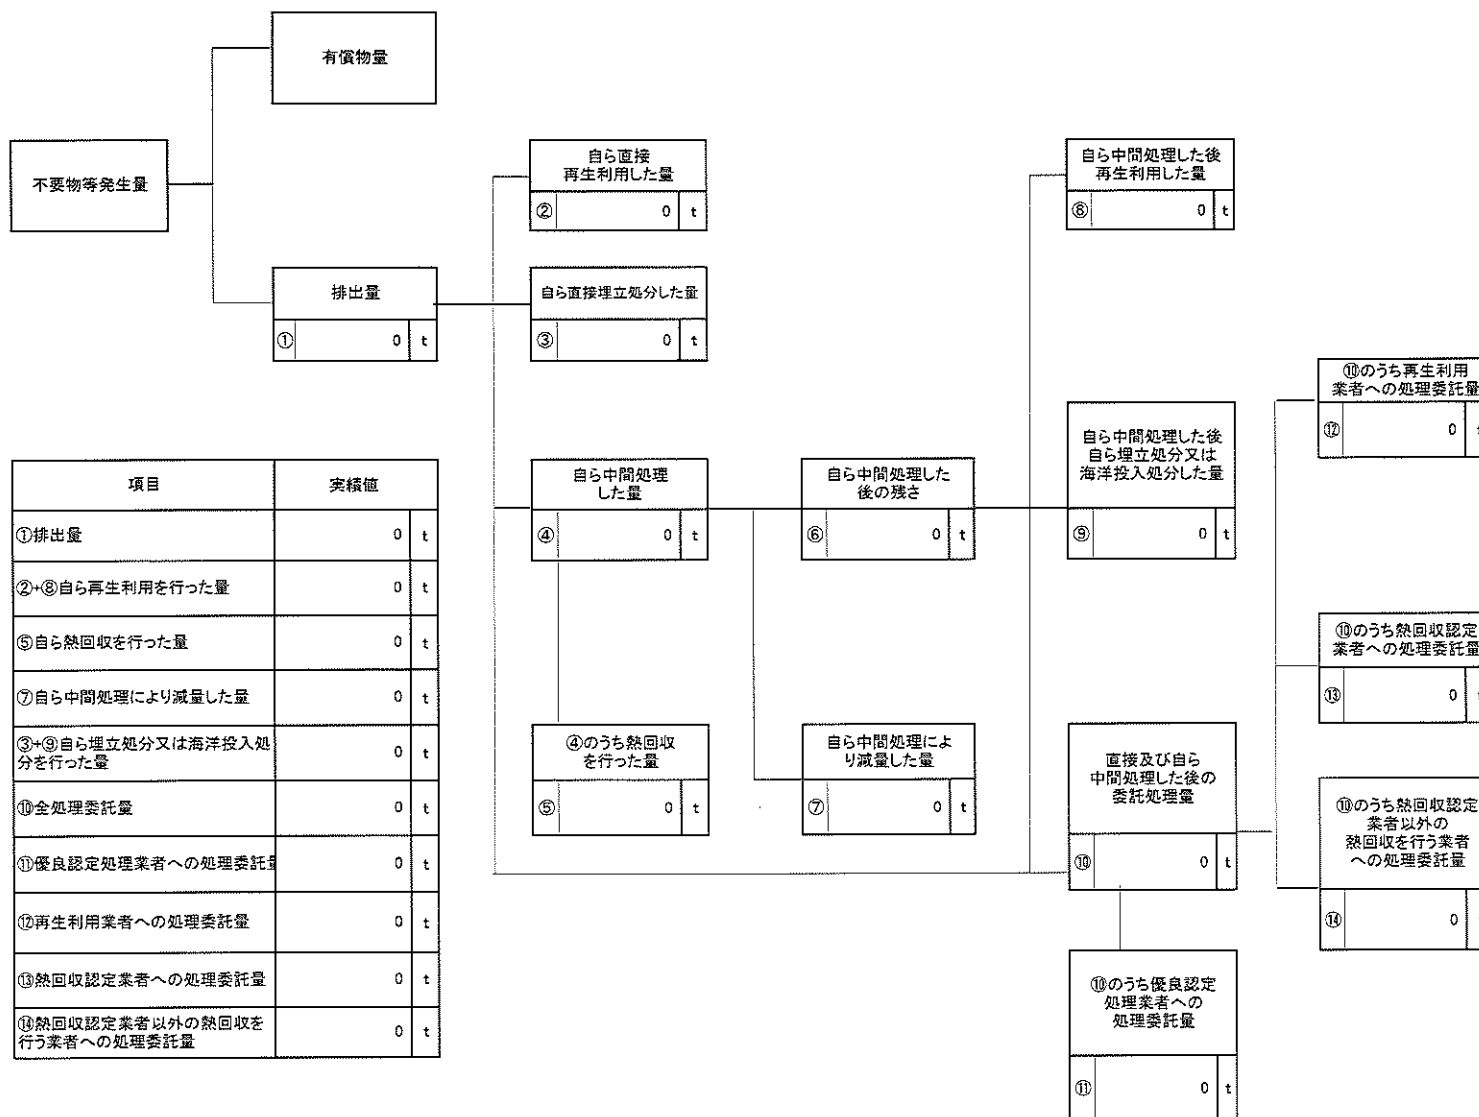 有償物量
不要物等発生量
自ら直接
再生利用した量
② 0 t
自ら中間処理した後
再生利用した量
⑧ 0 t
排出量
① 0 t
自ら直接埋立処分した量
③ 0 t
⑩のうち再生利用
業者への処理委託量
⑫ 0
自ら中間処理した後
自ら埋立処分又は
海洋投入処分した量
⑨ 0 t
自ら中間処理
した量
④ 0 t
自ら中間処理した
後の残さ
⑥ 0 t
⑩のうち熱回収認定
業者への処理委託量
⑬ 0
④のうち熱回収
を行った量
⑤ 0 t
自ら中間処理によ
り減量した量
⑦ 0 t
直接及び自ら
中間処理した後の
委託処理量
⑩ 0 t
⑩のうち熱回収認定
業者以外の
熱回収を行う業者
への処理委託量
⑭ 0
⑩のうち優良認定
処理業者への
処理委託量
⑪ 0 t
項目 実績値
①排出量 0 t
②+⑧自ら再生利用を行った量 0 t
⑤自ら熱回収を行った量 0 t
⑦自ら中間処理により減量した量 0 t
③+⑨自ら埋立処分又は海洋投入処
分を行った量 0 t
⑩全処理委託量 0 t
⑪優良認定処理業者への処理委託量 0 t
⑫再生利用業者への処理委託量 0 t
⑬熱回収認定業者への処理委託量 0 t
⑭熱回収認定業者以外の熱回収を
行う業者への処理委託量 0 t